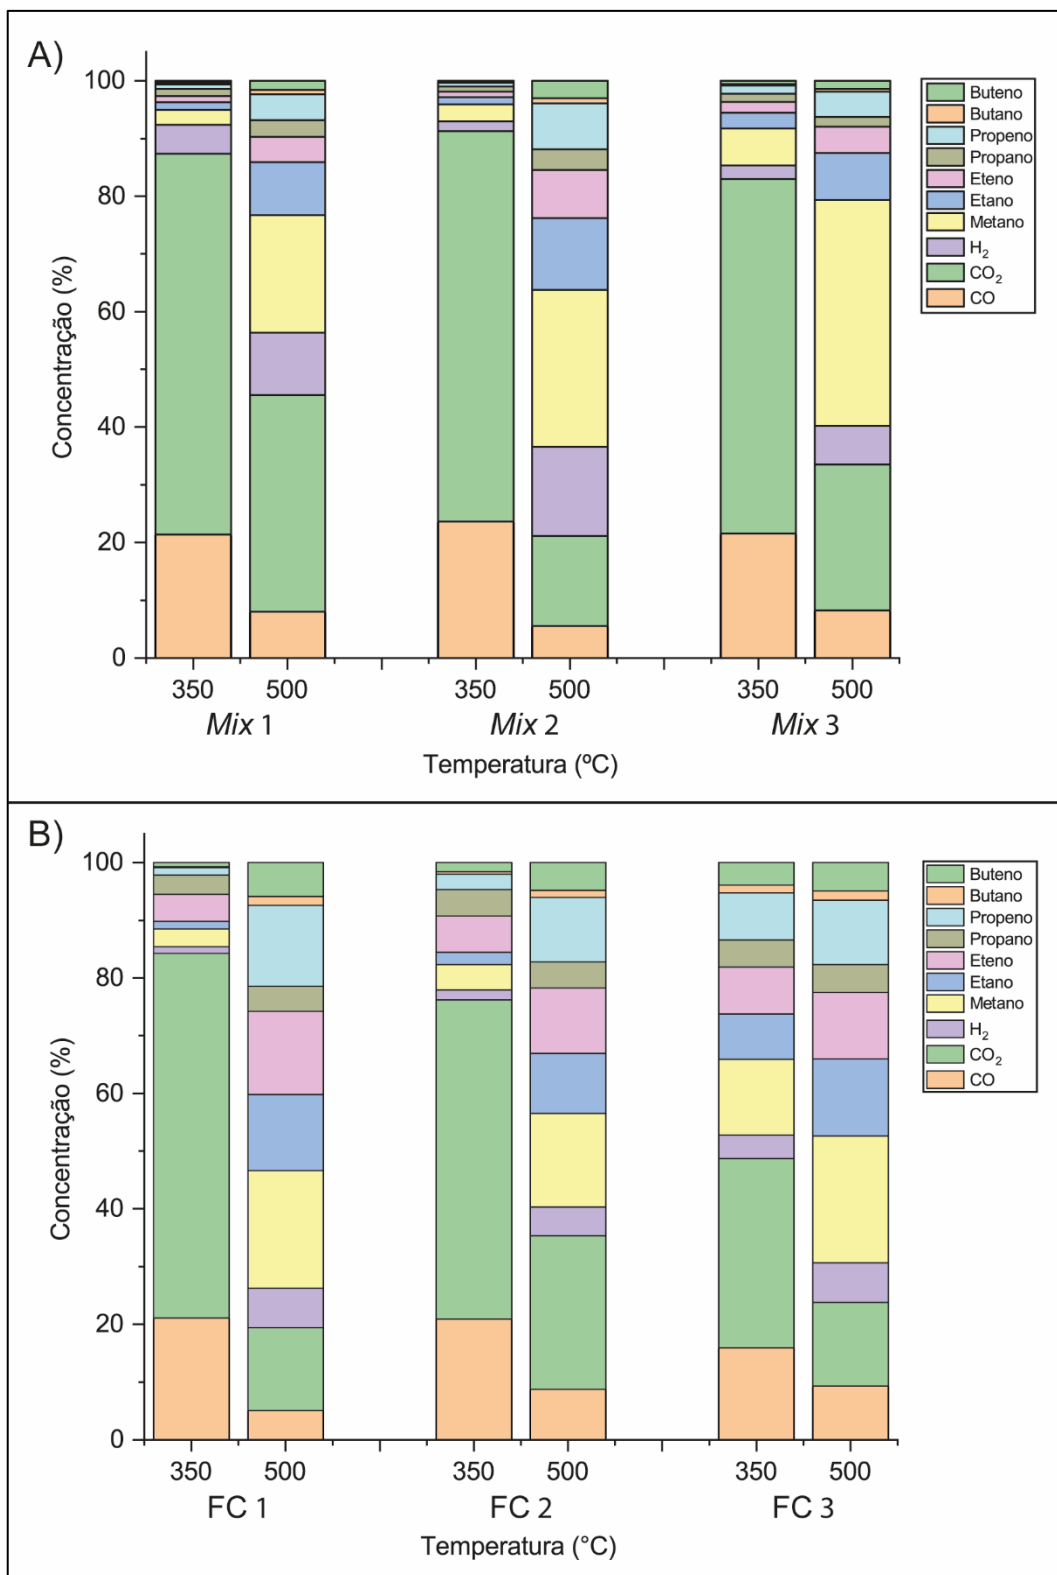 A)
Concentração (%)
100
80
60
40
20
0
350 500 350 500 350 500
Mix 1 Mix 2 Mix 3
Temperatura (ºC)
Buteno
Butano
Propeno
Propano
Eteno
Etano
Metano
H₂
CO₂
CO
B)
Concentração (%)
100
80
60
40
20
0
350 500 350 500 350 500
FC 1 FC 2 FC 3
Temperatura (°C)
Buteno
Butano
Propeno
Propano
Eteno
Etano
Metano
H₂
CO₂
CO